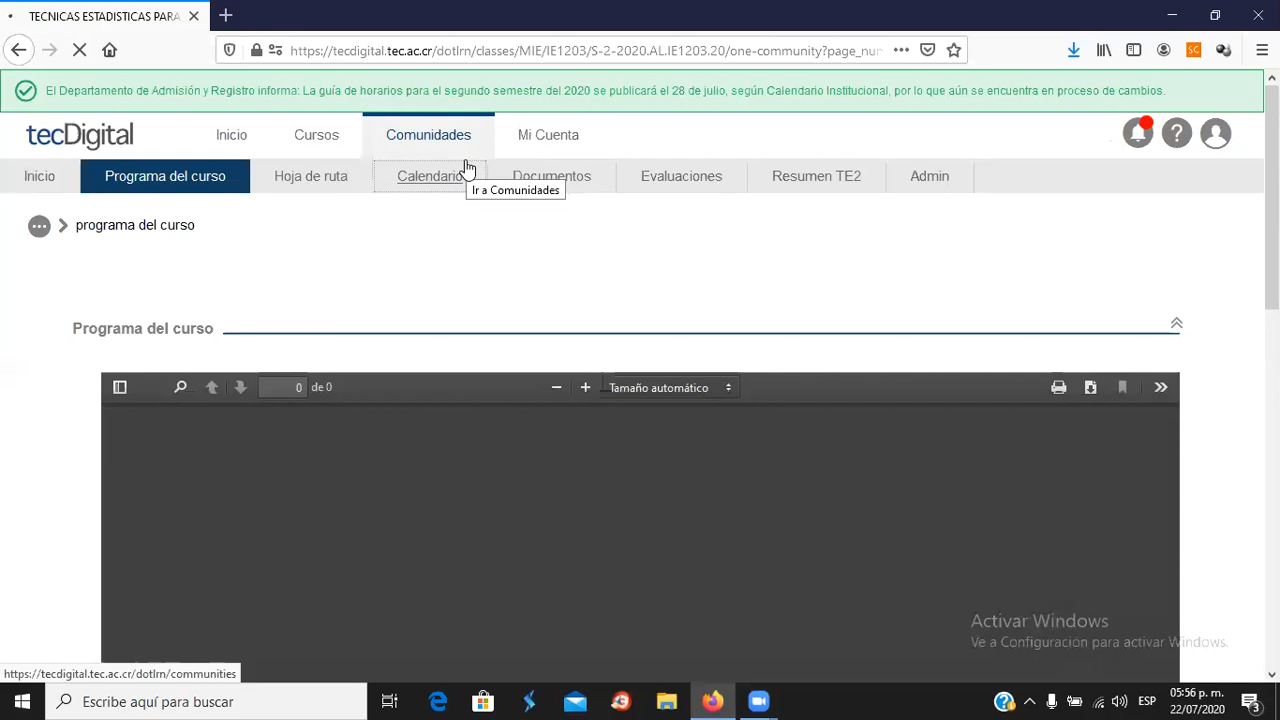 TECNICAS ESTADISTICAS PARA
https://tecdigital.tec.ac.cr/dotlrn/classes/MIE/IE1203/S-2-2020.AL.IE1203.20/one-community?page_nu
El Departamento de Admisión y Registro informa: La guía de horarios para el segundo semestre del 2020 se publicará el 28 de julio, según Calendario Institucional, por lo que aún se encuentra en proceso de cambios.
tecDigital Inicio Cursos Comunidades Mi Cuenta
Inicio Programa del curso Hoja de ruta Calendario Documentos Evaluaciones Resumen TE2 Admin
Ir a Comunidades
programa del curso
Programa del curso
0 de 0 Tamaño automático
Activar Windows
Ve a Configuración para activar Windows.
https://tecdigital.tec.ac.cr/dotlrn/communities
Escribe aquí para buscar
ESP
05:56 p. m.
22/07/2020
3